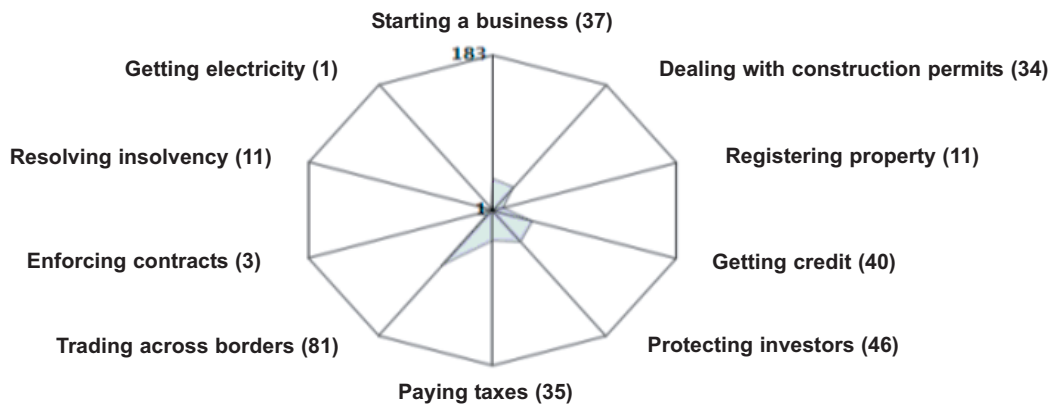 Starting a business (37)
183
Getting electricity (1)
Dealing with construction permits (34)
Resolving insolvency (11)
Registering property (11)
1
Enforcing contracts (3)
Getting credit (40)
Trading across borders (81)
Protecting investors (46)
Paying taxes (35)